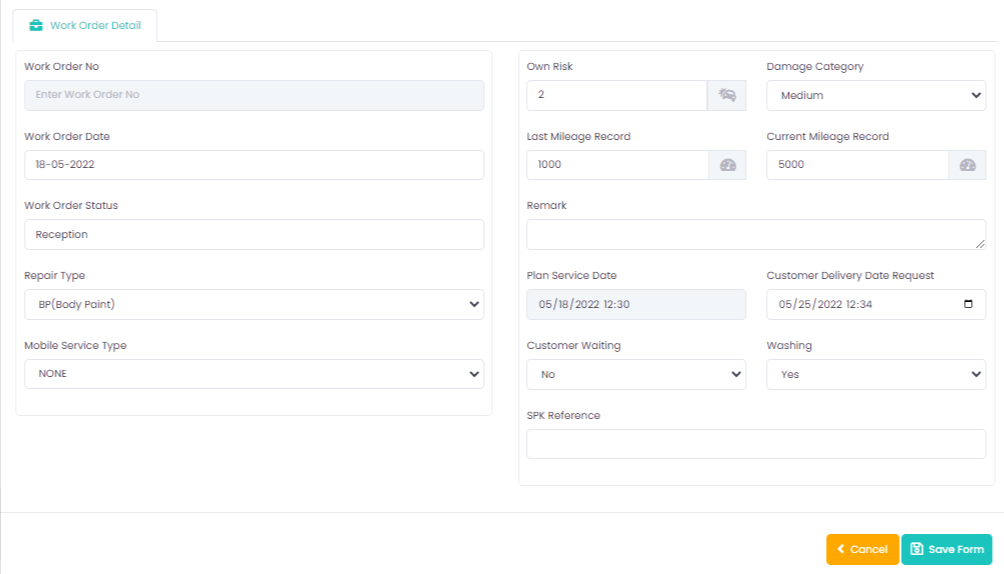 Work Order Detail
Work Order No
Enter Work Order No
Work Order Date
18-05-2022
Work Order Status
Reception
Repair Type
BP(Body Paint)
Mobile Service Type
NONE
Own Risk
2
Damage Category
Medium
Last Mileage Record
1000
Current Mileage Record
5000
Remark
Plan Service Date
05/18/2022 12:30
Customer Delivery Date Request
05/25/2022 12:34
Customer Waiting
No
Washing
Yes
SPK Reference
Cancel
Save Form